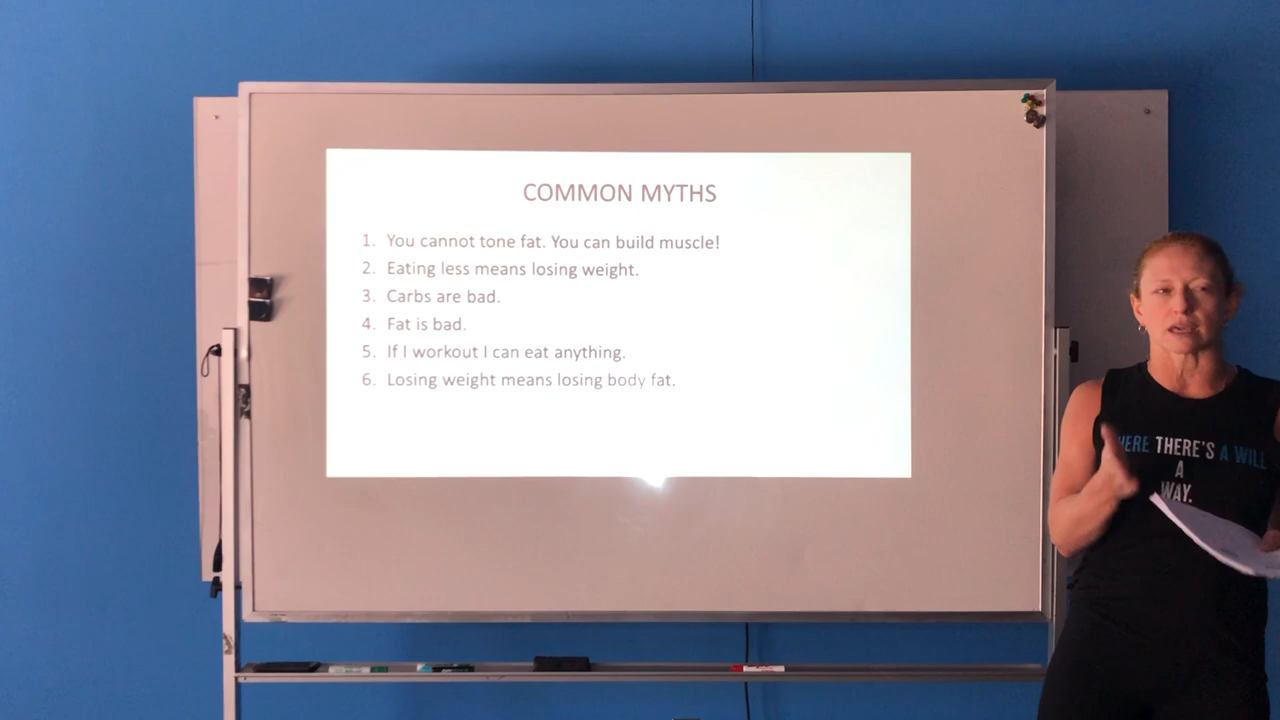 COMMON MYTHS
1. You cannot tone fat. You can build muscle!
2. Eating less means losing weight.
3. Carbs are bad.
4. Fat is bad.
5. If I workout I can eat anything.
6. Losing weight means losing body fat.
HERE THERE'S A WILL
A
WAY.